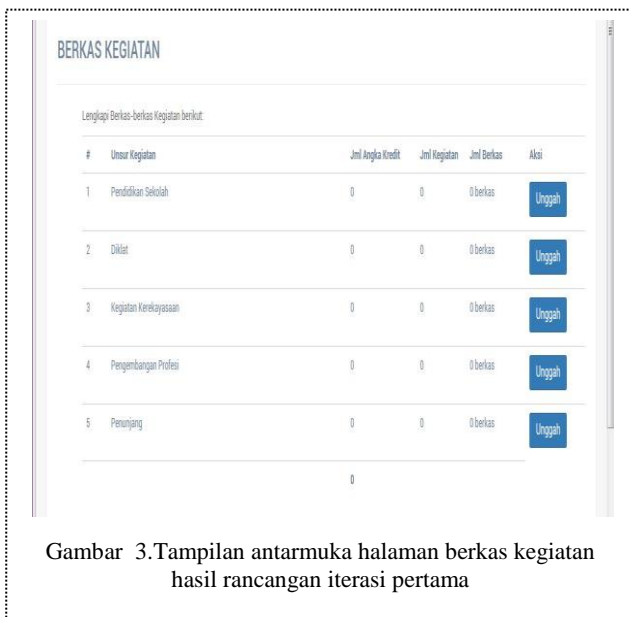 BERKAS KEGIATAN
Lengkapi Berkas-berkas Kegiatan berikut
# Unsur Kegiatan Jml Angka Kredit Jml Kegiatan Jml Berkas Aksi
1 Pendidikan Sekolah 0 0 0 berkas Unggah
2 Diklat 0 0 0 berkas Unggah
3 Kegiatan Kerekayasaan 0 0 0 berkas Unggah
4 Pengembangan Profesi 0 0 0 berkas Unggah
5 Penunjang 0 0 0 berkas Unggah
0
Gambar 3.Tampilan antarmuka halaman berkas kegiatan
hasil rancangan iterasi pertama